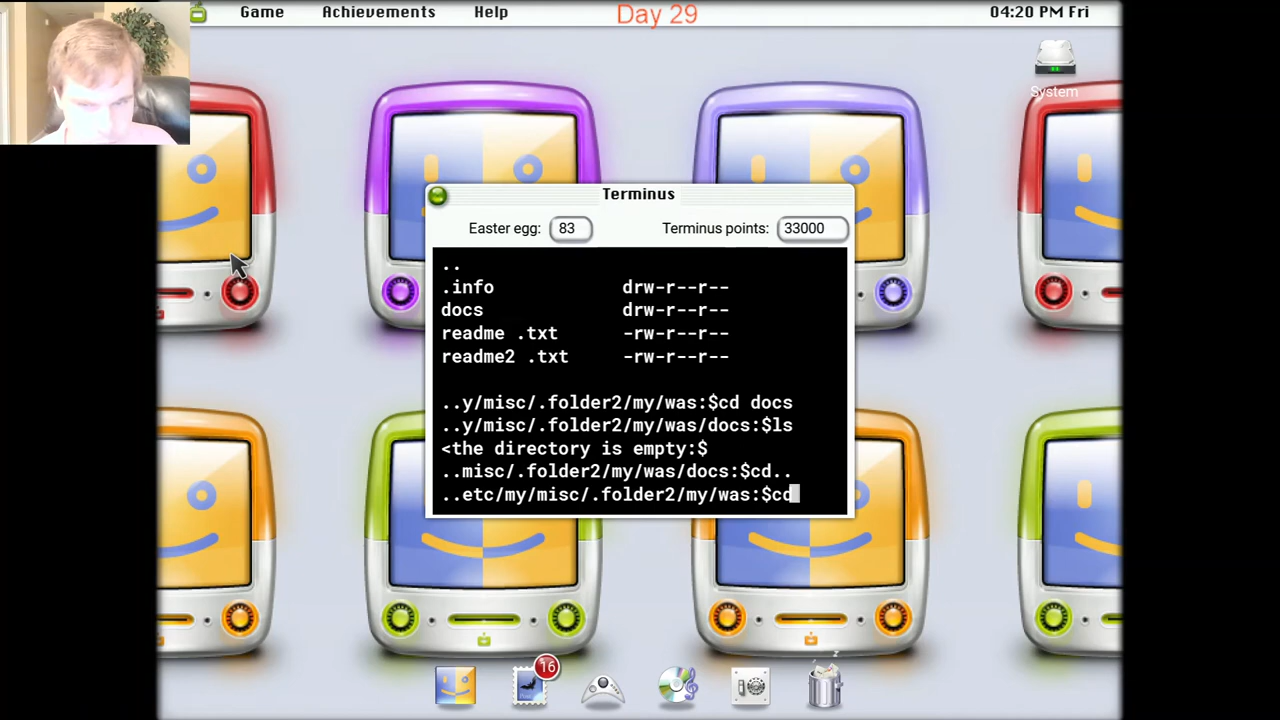 Game Achievements Help Day 29 04:20 PM Fri
System
Terminus
Easter egg: 83 Terminus points: 33000
..
.info drw-r--r--
docs drw-r--r--
readme .txt -rw-r--r--
readme2 .txt -rw-r--r--
..y/misc/.folder2/my/was:$cd docs
..y/misc/.folder2/my/was/docs:$ls
<the directory is empty:$
..misc/.folder2/my/was/docs:$cd..
..etc/my/misc/.folder2/my/was:$cd
16